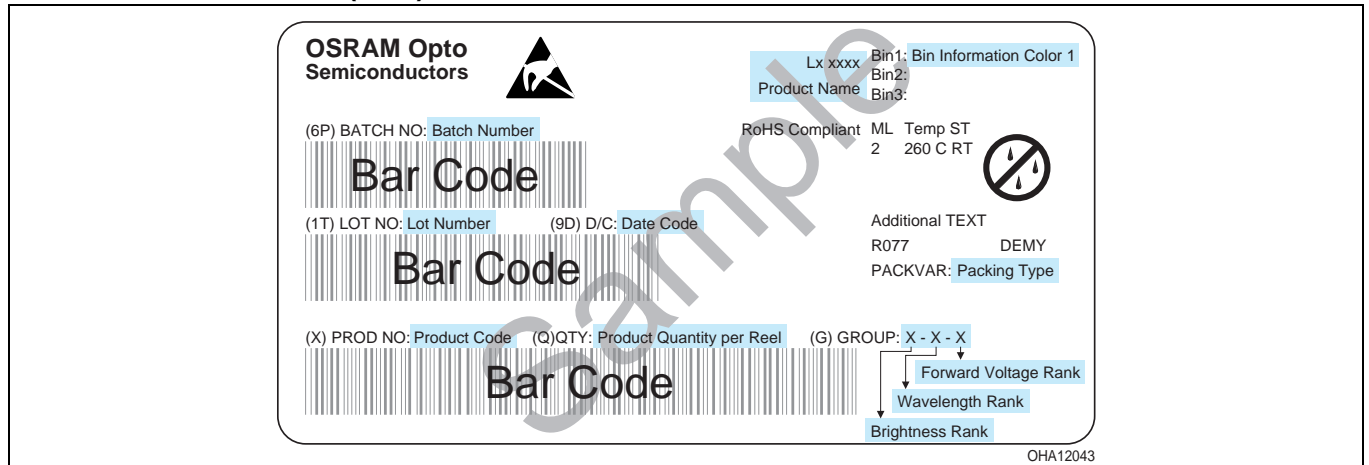 OSRAM Opto
Semiconductors
Lx xxxx
Product Name
Bin1: Bin Information Color 1
Bin2:
Bin3:
(6P) BATCH NO: Batch Number
Bar Code
RoHS Compliant
ML Temp ST
2 260 C RT
(1T) LOT NO: Lot Number (9D) D/C: Date Code
Bar Code
Additional TEXT
R077 DEMY
PACKVAR: Packing Type
(X) PROD NO: Product Code (Q)QTY: Product Quantity per Reel (G) GROUP: X - X - X
Bar Code
Forward Voltage Rank
Wavelength Rank
Brightness Rank
Sample
OHA12043